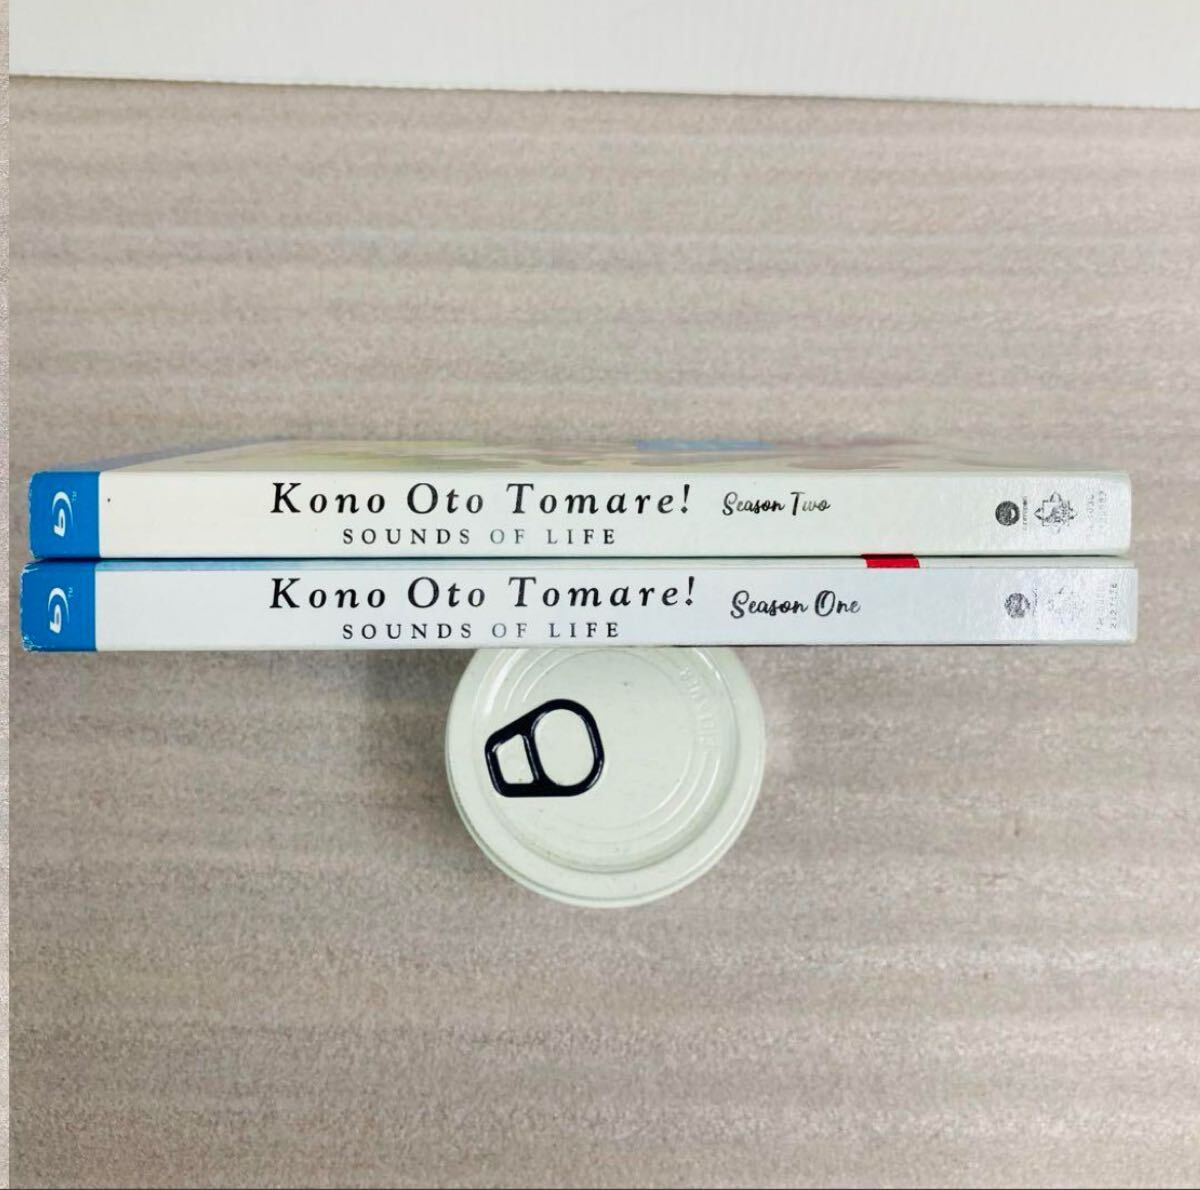 Kono Oto Tomare! Season Two
SOUNDS OF LIFE
Kono Oto Tomare! Season One
SOUNDS OF LIFE